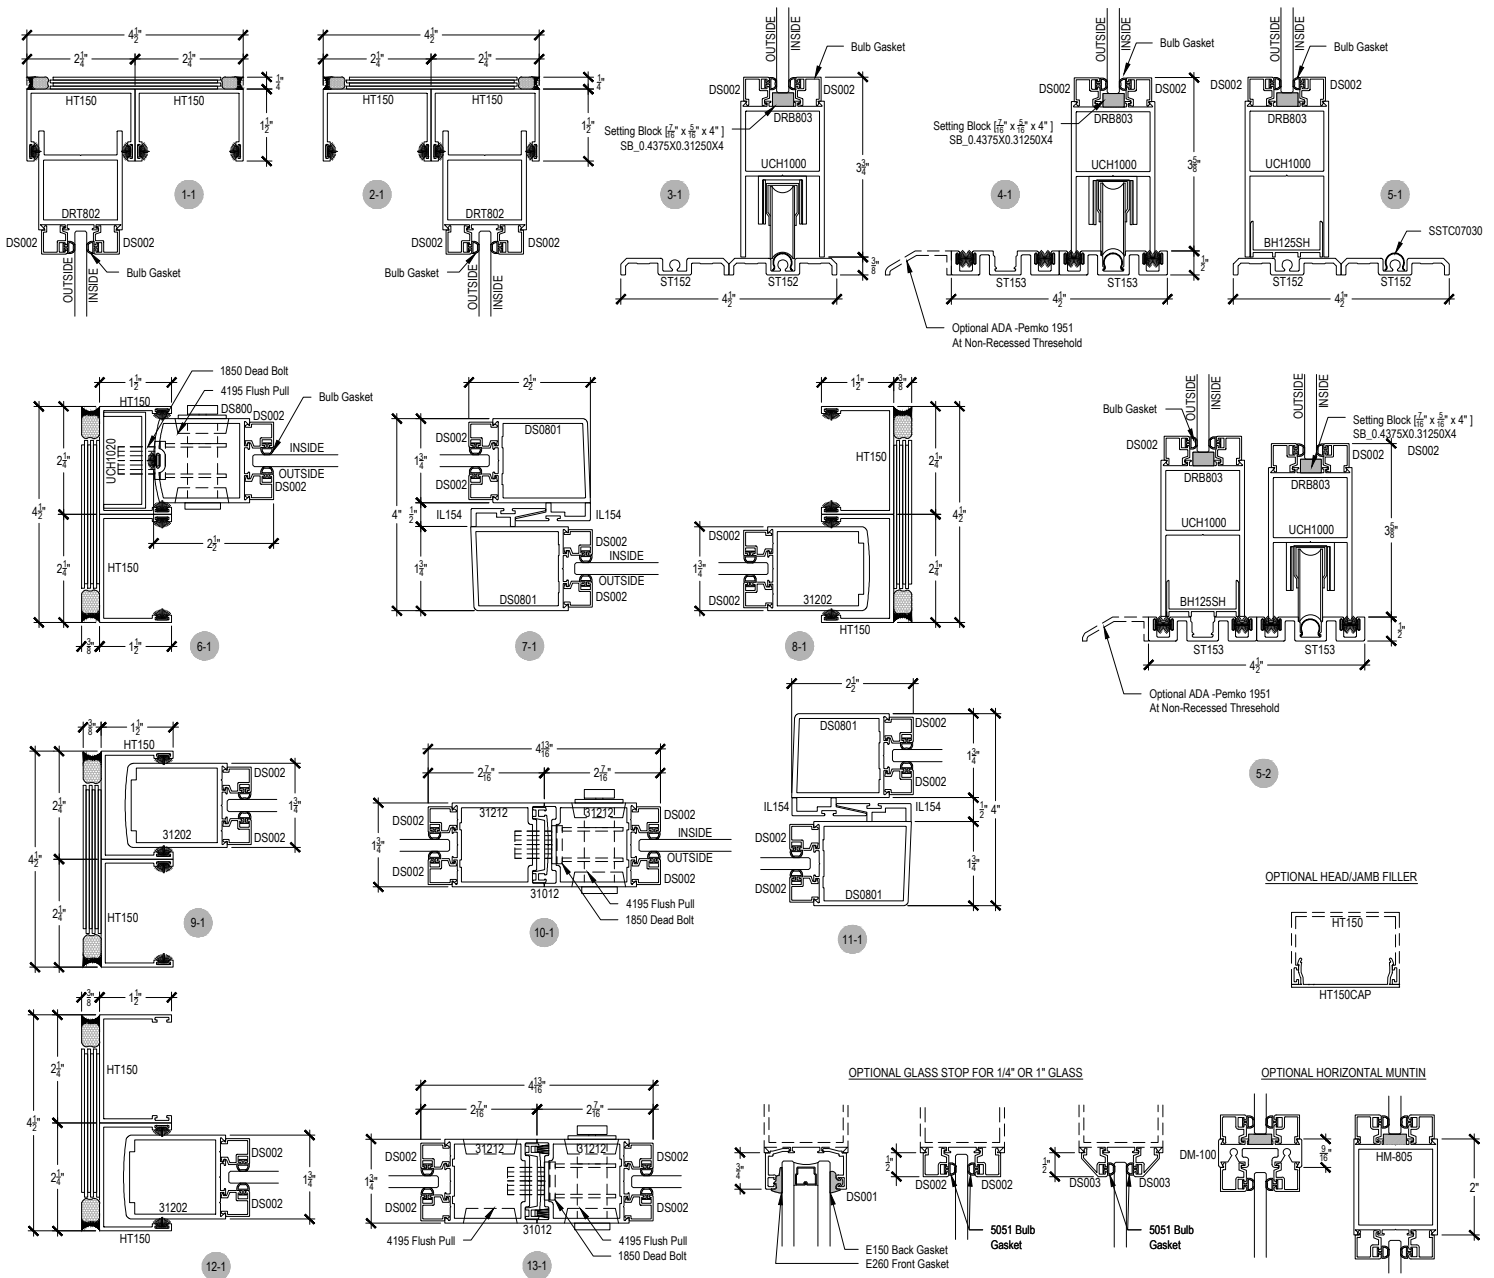 4½"
2¼"
2¼"
¼"
HT150
HT150
1½"
1-1
DRT802
DS002
DS002
Bulb Gasket
OUTSIDE
INSIDE
4½"
2¼"
2¼"
¼"
HT150
HT150
1½"
2-1
DRT802
DS002
DS002
Bulb Gasket
OUTSIDE
INSIDE
OUTSIDE
INSIDE
Bulb Gasket
DS002
DS002
DRB803
Setting Block [7/16" x 5/16" x 4" ]
SB_0.4375X0.31250X4
UCH1000
3¾"
3-1
⅜"
ST152
4½"
OUTSIDE
INSIDE
Bulb Gasket
DS002
DS002
DRB803
Setting Block [7/16" x 5/16" x 4" ]
SB_0.4375X0.31250X4
UCH1000
3⅝"
4-1
½"
ST153
ST153
4½"
Optional ADA -Pemko 1951
At Non-Recessed Thresehold
OUTSIDE
INSIDE
Bulb Gasket
DS002
DS002
DRB803
UCH1000
5-1
BH125SH
SSTC07030
ST152
ST152
4½"
1850 Dead Bolt
4195 Flush Pull
Bulb Gasket
1½"
HT150
DS800
DS002
UCH1020
INSIDE
OUTSIDE
DS002
2¼"
4½"
2½"
2¼"
HT150
⅜"
1½"
6-1
2½"
DS002
DS0801
1¾"
DS002
4"
½"
IL154
IL154
DS002
INSIDE
OUTSIDE
1¾"
DS0801
DS002
7-1
1½"
⅜"
HT150
2¼"
4½"
DS002
1¾"
2¼"
DS002
31202
HT150
8-1
OUTSIDE
INSIDE
OUTSIDE
INSIDE
Bulb Gasket
Setting Block [7/16" x 5/16" x 4" ]
SB_0.4375X0.31250X4
DS002
DS002
DS002
DRB803
DRB803
UCH1000
UCH1000
3⅝"
BH125SH
½"
ST153
ST153
4½"
Optional ADA -Pemko 1951
At Non-Recessed Thresehold
5-2
⅜"
1½"
HT150
DS002
2¼"
1¾"
31202
DS002
4½"
2¼"
HT150
9-1
4 13/16"
2 7/16"
2 7/16"
31212
31212
DS002
DS002
1¾"
INSIDE
OUTSIDE
DS002
DS002
31012
4195 Flush Pull
1850 Dead Bolt
10-1
2½"
DS0801
DS002
1¾"
DS002
IL154
IL154
½"
4"
DS002
1¾"
DS002
DS0801
11-1
OPTIONAL HEAD/JAMB FILLER
HT150
HT150CAP
⅜"
1½"
HT150
2¼"
4½"
DS002
2¼"
1¾"
31202
DS002
HT150
12-1
4 13/16"
2 7/16"
2 7/16"
31212
31212
DS002
DS002
1¾"
DS002
DS002
31012
4195 Flush Pull
4195 Flush Pull
1850 Dead Bolt
13-1
OPTIONAL GLASS STOP FOR 1/4" OR 1" GLASS
¾"
DS001
E150 Back Gasket
E260 Front Gasket
½"
DS002
DS002
5051 Bulb
Gasket
½"
DS003
DS003
5051 Bulb
Gasket
OPTIONAL HORIZONTAL MUNTIN
DM-100
9/16"
HM-805
2"